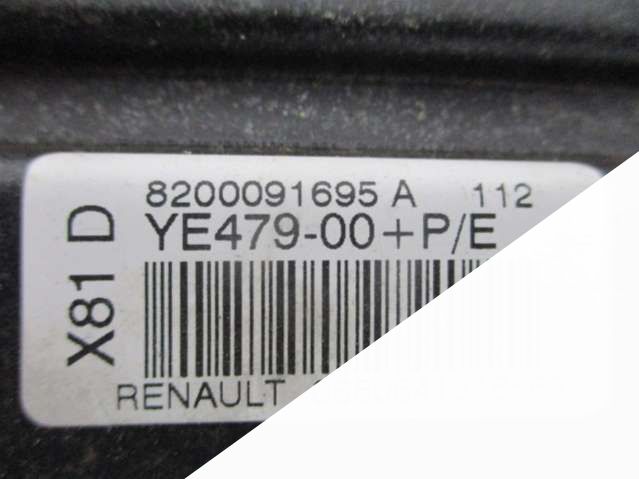 8200091695 A 112
YE479-00+P/E
X81 D
RENAULT